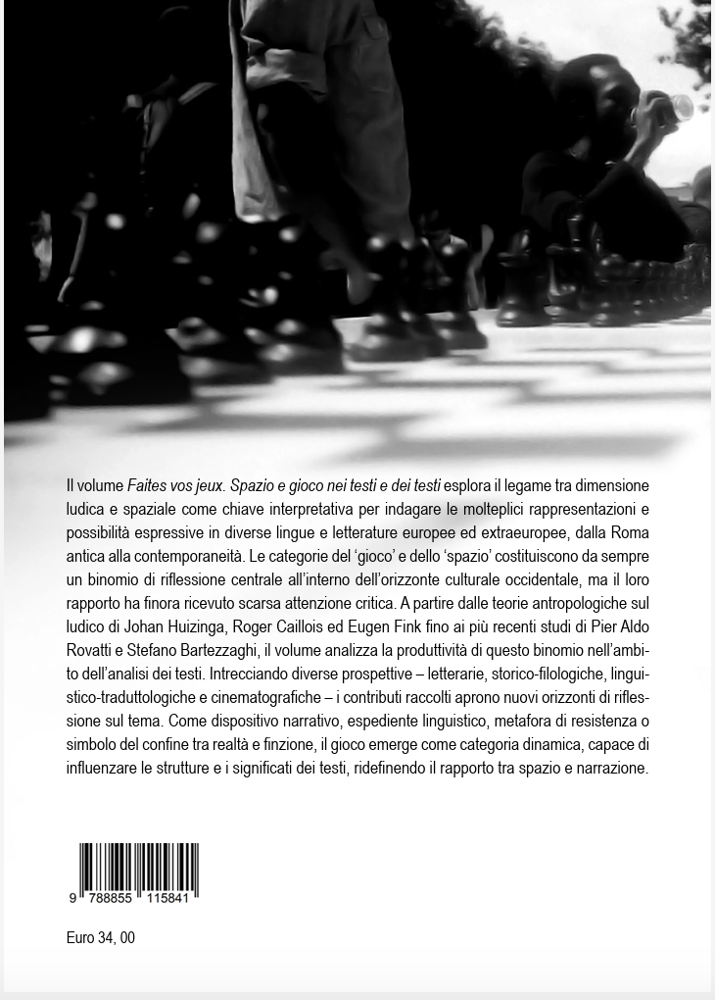 Il volume Faites vos jeux. Spazio e gioco nei testi e dei testi esplora il legame tra dimensione
ludica e spaziale come chiave interpretativa per indagare le molteplici rappresentazioni e
possibilità espressive in diverse lingue e letterature europee ed extraeuropee, dalla Roma
antica alla contemporaneità. Le categorie del ‘gioco’ e dello ‘spazio’ costituiscono da sempre
un binomio di riflessione centrale all’interno dell’orizzonte culturale occidentale, ma il loro
rapporto ha finora ricevuto scarsa attenzione critica. A partire dalle teorie antropologiche sul
ludico di Johan Huizinga, Roger Caillois ed Eugen Fink fino ai più recenti studi di Pier Aldo
Rovatti e Stefano Bartezzaghi, il volume analizza la produttività di questo binomio nell’ambi-
to dell’analisi dei testi. Intrecciando diverse prospettive – letterarie, storico-filologiche, lingui-
stico-traduttologiche e cinematografiche – i contributi raccolti aprono nuovi orizzonti di rifles-
sione sul tema. Come dispositivo narrativo, espediente linguistico, metafora di resistenza o
simbolo del confine tra realtà e finzione, il gioco emerge come categoria dinamica, capace di
influenzare le strutture e i significati dei testi, ridefinendo il rapporto tra spazio e narrazione.
9 788855 115841
Euro 34, 00